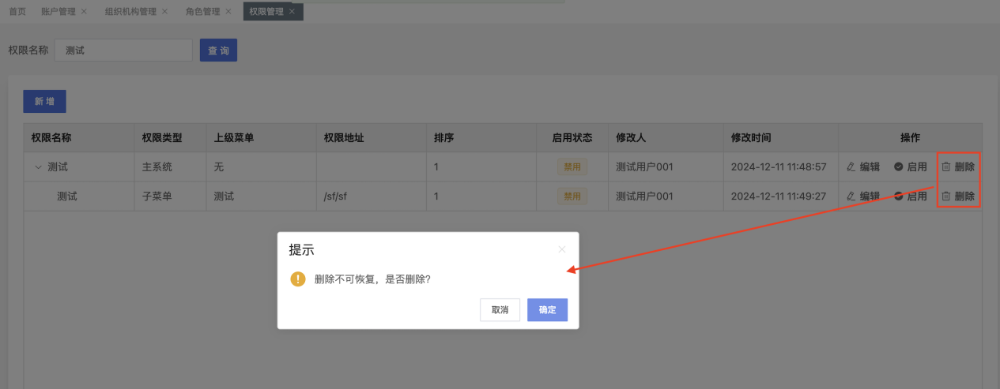 首页 账户管理 × 组织机构管理 × 角色管理 × 权限管理 ×
权限名称 测试 查 询
新 增
权限名称 权限类型 上级菜单 权限地址 排序 启用状态 修改人 修改时间 操作
测试 主系统 无 1 禁用 测试用户001 2024-12-11 11:48:57 编辑 启用 删除
测试 子菜单 测试 /sf/sf 1 禁用 测试用户001 2024-12-11 11:49:27 编辑 启用 删除
提示
删除不可恢复，是否删除?
取消 确定